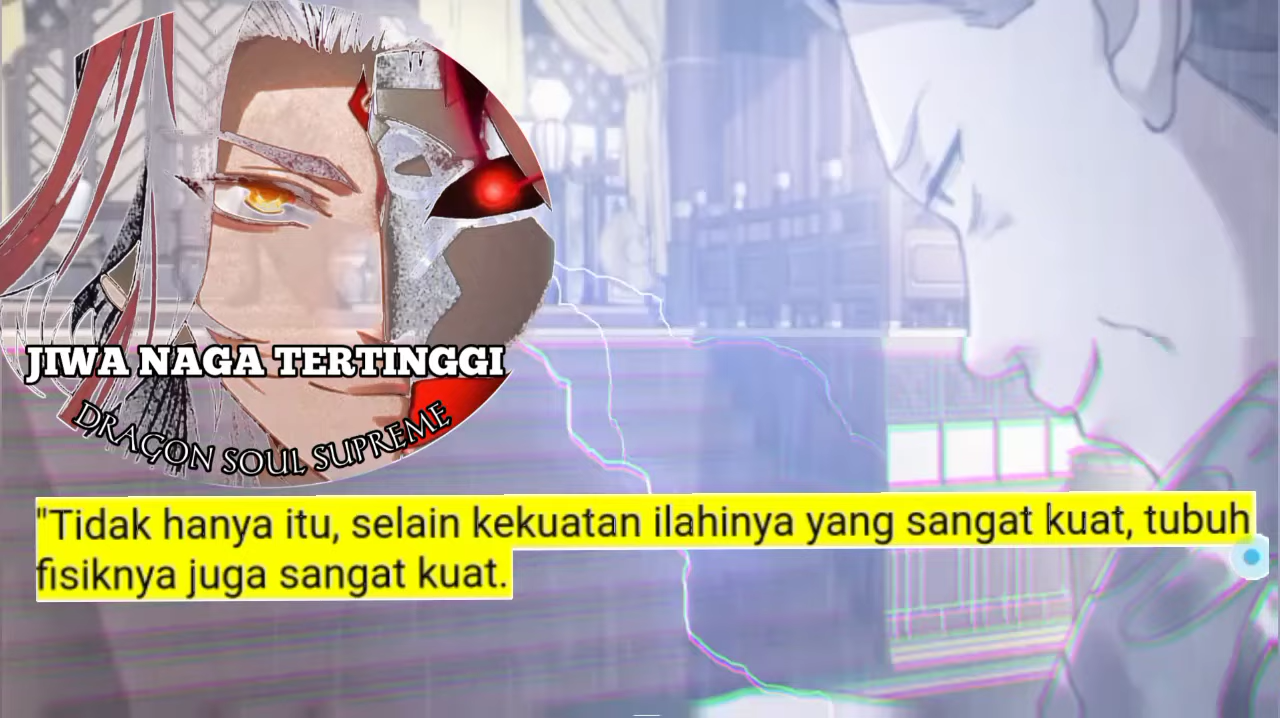 JIWA NAGA TERTINGGI
DRAGON SOUL SUPREME
"Tidak hanya itu, selain kekuatan ilahinya yang sangat kuat, tubuh
fisiknya juga sangat kuat.